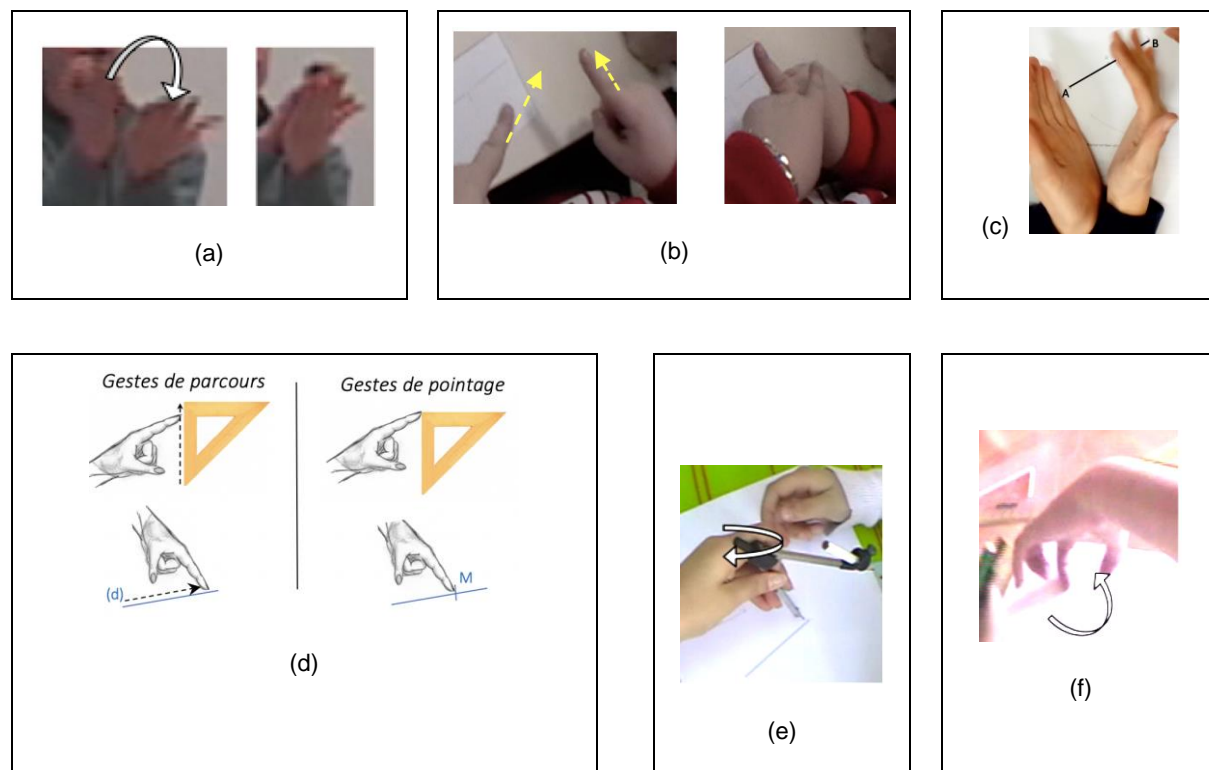 A
B
(a)
(b)
(c)
Gestes de parcours
Gestes de pointage
(d)
M
(d)
(e)
(f)